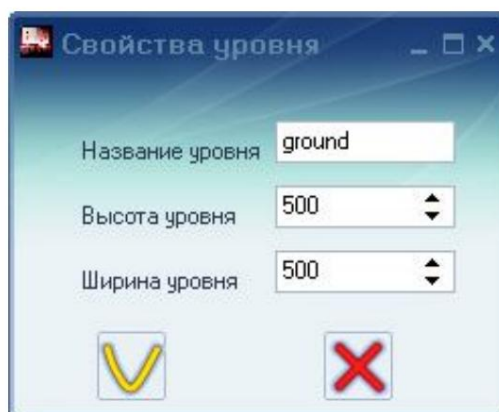 Свойства уровня
Название уровня ground
Высота уровня 500
Ширина уровня 500